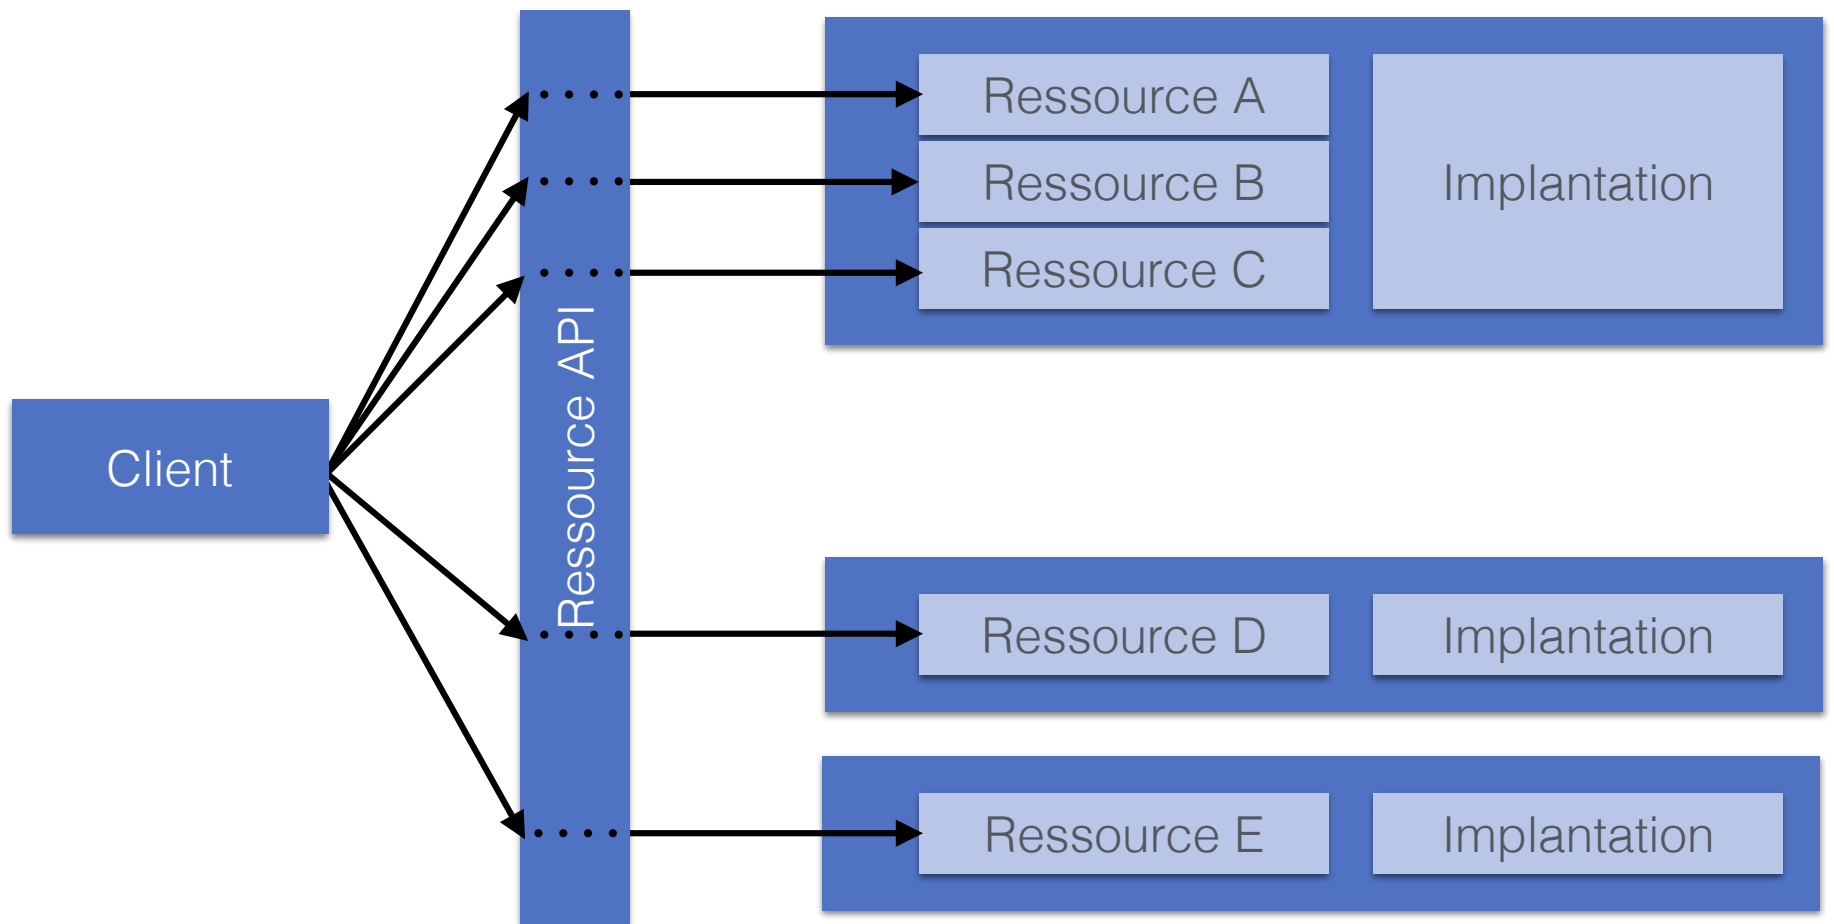 Client
Ressource API
Ressource A
Ressource B
Ressource C
Implantation
Ressource D
Implantation
Ressource E
Implantation